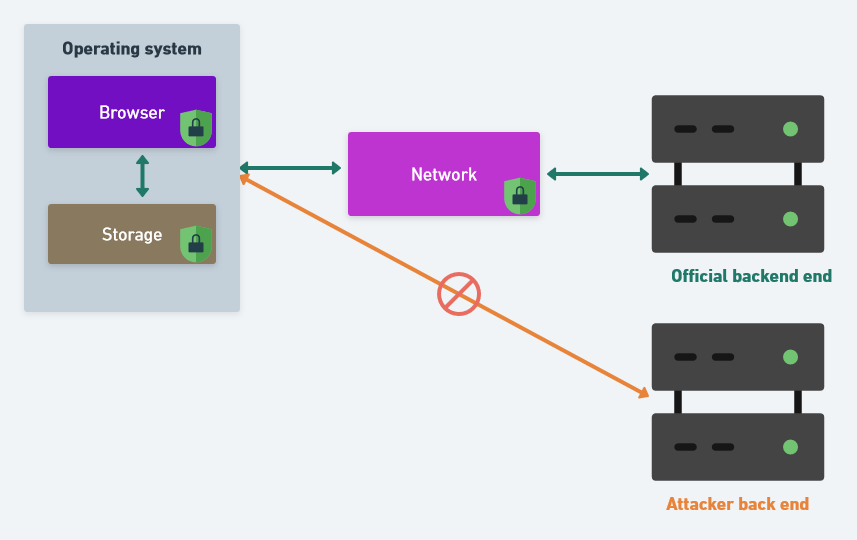 Operating system
Browser
Storage
Network
Official backend end
Attacker back end